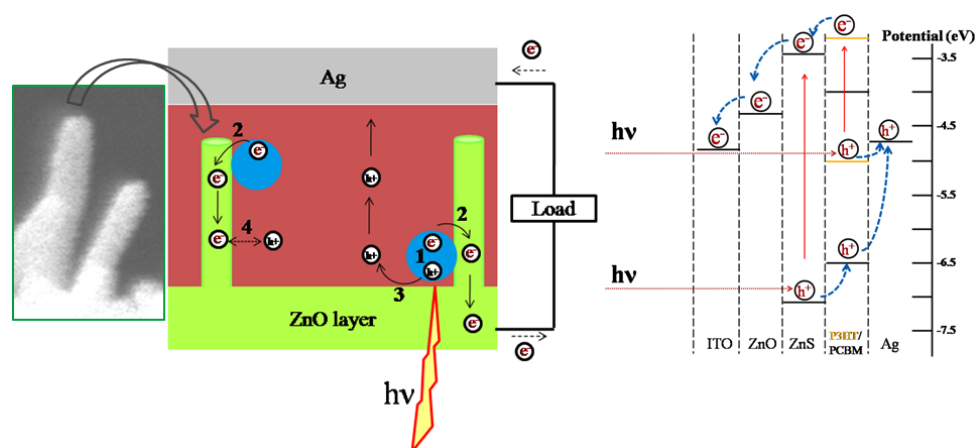 Ag
e-
2
e-
e-
4
h+
h+
h+
e-
1
h+
3
2
e-
e-
ZnO layer
hν
e-
Load
e-
e-
e-
e-
e-
Potential (eV)
-3.5
-4.5
-5.5
-6.5
-7.5
hν
h+
h+
h+
hν
h+
ITO
ZnO
ZnS
P3HT/
PCBM
Ag